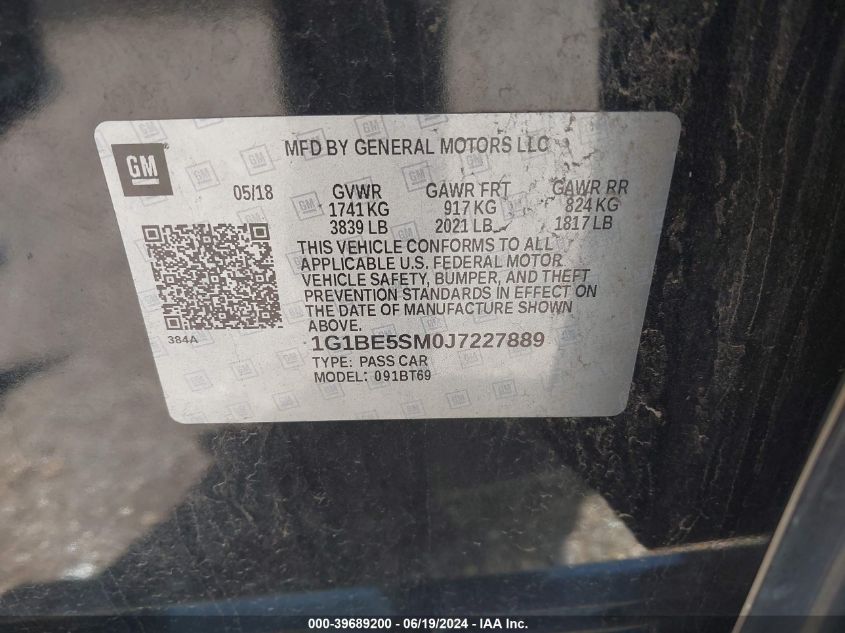 GM
MFD BY GENERAL MOTORS LLC
05/18 GVWR GAWR FRT GAWR RR
1741 KG 917 KG 824 KG
3839 LB 2021 LB 1817 LB
THIS VEHICLE CONFORMS TO ALL
APPLICABLE U.S. FEDERAL MOTOR
VEHICLE SAFETY, BUMPER, AND THEFT
PREVENTION STANDARDS IN EFFECT ON
THE DATE OF MANUFACTURE SHOWN
ABOVE.
384A
1G1BE5SM0J7227889
TYPE: PASS CAR
MODEL: 091BT69
000-39689200 - 06/19/2024 - IAA Inc.